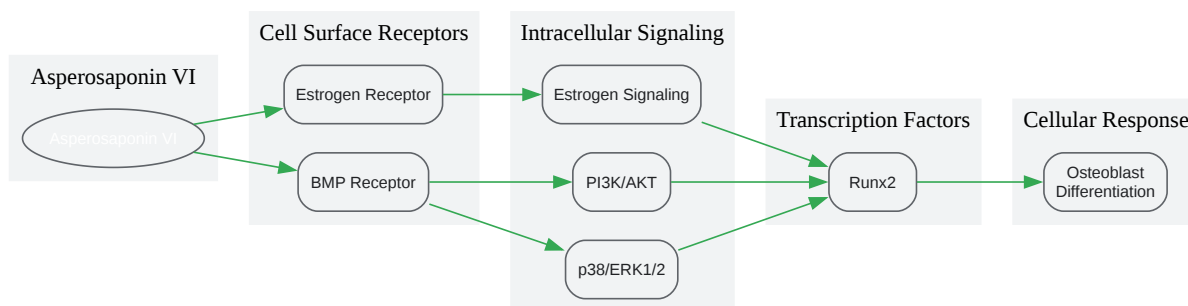 Asperosaponin VI
Asperosaponin VI
Cell Surface Receptors
Estrogen Receptor
BMP Receptor
Intracellular Signaling
Estrogen Signaling
PI3K/AKT
p38/ERK1/2
Transcription Factors
Runx2
Cellular Response
Osteoblast
Differentiation